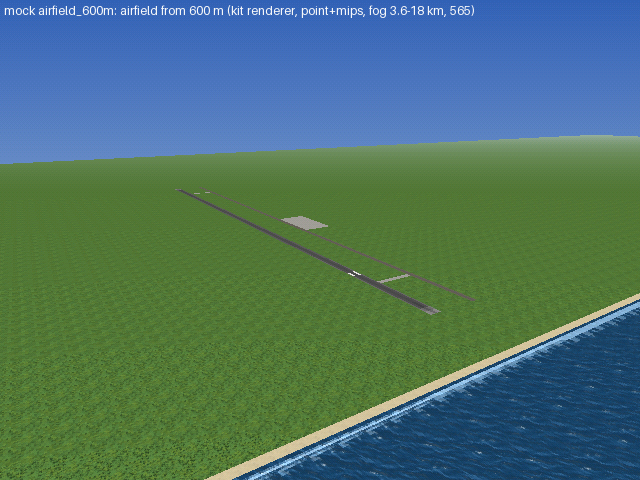 mock airfield_600m: airfield from 600 m (kit renderer, point+mips, fog 3.6-18 km, 565)